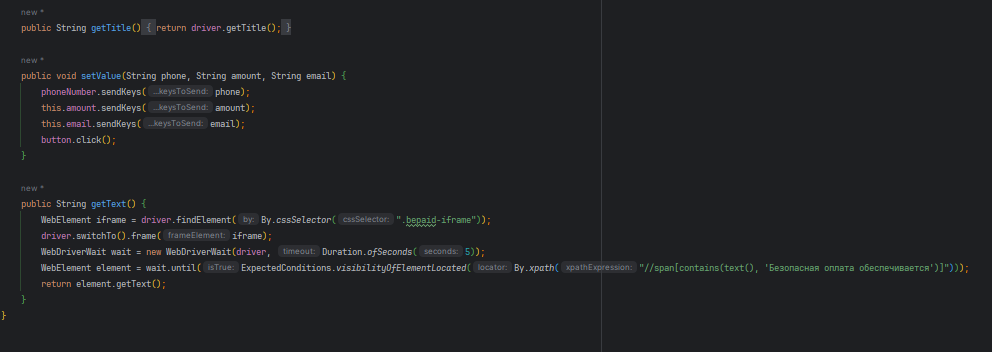 new *
public String getTitle() { return driver.getTitle(); }
new *
public void setValue(String phone, String amount, String email) {
phoneNumber.sendKeys( ...keysToSend: phone);
this.amount.sendKeys( ...keysToSend: amount);
this.email.sendKeys( ...keysToSend: email);
button.click();
}
new *
public String getText() {
WebElement iframe = driver.findElement( by: By.cssSelector( cssSelector: ".bepaid-iframe"));
driver.switchTo().frame( frameElement: iframe);
WebDriverWait wait = new WebDriverWait(driver, timeout: Duration.ofSeconds( seconds: 5));
WebElement element = wait.until( isTrue: ExpectedConditions.visibilityOfElementLocated( locator: By.xpath( xpathExpression: "//span[contains(text(), 'Безопасная оплата обеспечивается')]")));
return element.getText();
}
}